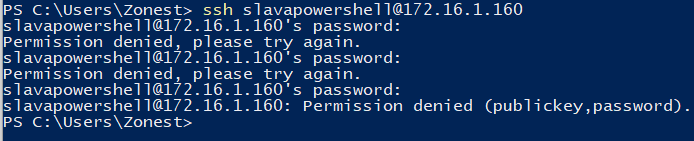 PS C:\Users\Zonest> ssh slavapowershell@172.16.1.160
slavapowershell@172.16.1.160's password:
Permission denied, please try again.
slavapowershell@172.16.1.160's password:
Permission denied, please try again.
slavapowershell@172.16.1.160's password:
slavapowershell@172.16.1.160: Permission denied (publickey,password).
PS C:\Users\Zonest>